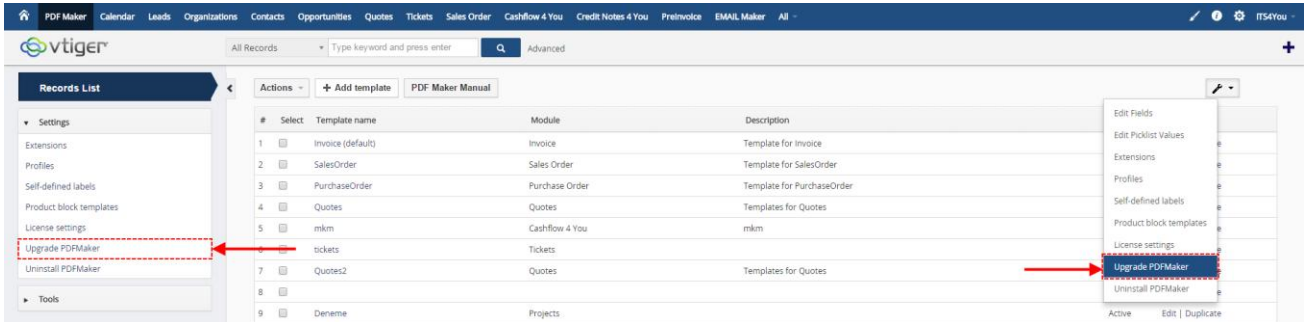 PDF Maker Calendar Leads Organizations Contacts Opportunities Quotes Tickets Sales Order Cashflow 4 You Credit Notes 4 You PreInvoice EMAIL Maker All ITS4You
vtiger All Records Type keyword and press enter Advanced
Records List
Settings
Extensions
Profiles
Self-defined labels
Product block templates
License settings
Upgrade PDFMaker
Uninstall PDFMaker
Tools
Actions + Add template PDF Maker Manual
# Select Template name Module Description
1 Invoice (default) Invoice Template for Invoice
2 SalesOrder Sales Order Template for SalesOrder
3 PurchaseOrder Purchase Order Template for PurchaseOrder
4 Quotes Quotes Templates for Quotes
5 mkm Cashflow 4 You mkm
6 tickets Tickets
7 Quotes2 Quotes Templates for Quotes
8
9 Deneme Projects Active Edit | Duplicate
Edit Fields
Edit Picklist Values
Extensions
Profiles
Self-defined labels
Product block templates
License settings
Upgrade PDFMaker
Uninstall PDFMaker